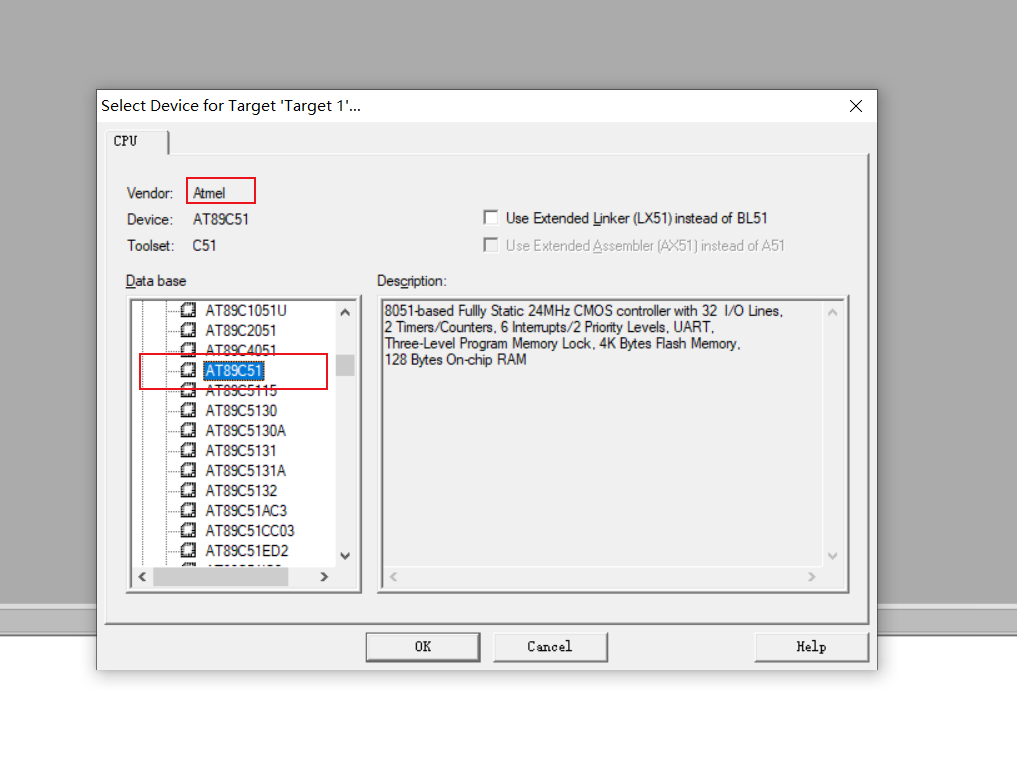 Select Device for Target 'Target 1'...
CPU
Vendor: Atmel
Device: AT89C51
Toolset: C51
Use Extended Linker (LX51) instead of BL51
Use Extended Assembler (AX51) instead of A51
Data base
AT89C1051U
AT89C2051
AT89C4051
AT89C51
AT89C5115
AT89C5130
AT89C5130A
AT89C5131
AT89C5131A
AT89C5132
AT89C51AC3
AT89C51CC03
AT89C51ED2
Description:
8051-based Fullly Static 24MHz CMOS controller with 32 I/O Lines,
2 Timers/Counters, 6 Interrupts/2 Priority Levels, UART,
Three-Level Program Memory Lock, 4K Bytes Flash Memory,
128 Bytes On-chip RAM
OK
Cancel
Help